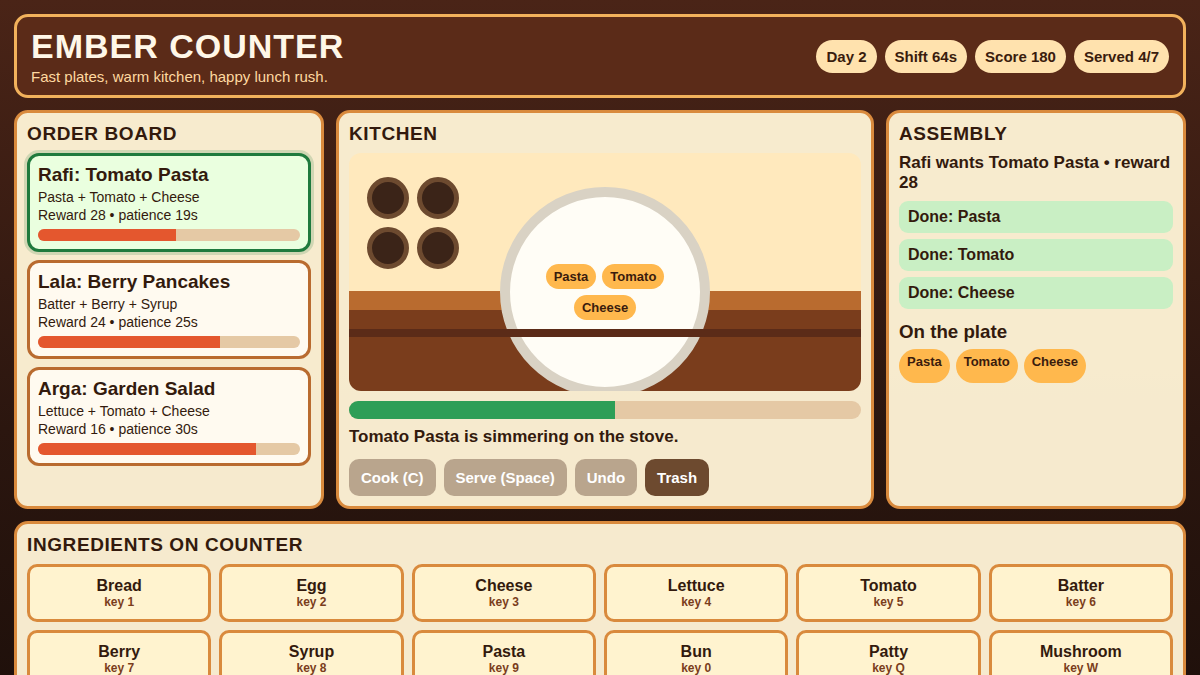 EMBER COUNTER
Fast plates, warm kitchen, happy lunch rush.
Day 2
Shift 64s
Score 180
Served 4/7
ORDER BOARD
Rafi: Tomato Pasta
Pasta + Tomato + Cheese
Reward 28 • patience 19s
Lala: Berry Pancakes
Batter + Berry + Syrup
Reward 24 • patience 25s
Arga: Garden Salad
Lettuce + Tomato + Cheese
Reward 16 • patience 30s
KITCHEN
Pasta Tomato
Cheese
Tomato Pasta is simmering on the stove.
Cook (C)
Serve (Space)
Undo
Trash
ASSEMBLY
Rafi wants Tomato Pasta • reward
28
Done: Pasta
Done: Tomato
Done: Cheese
On the plate
Pasta Tomato Cheese
INGREDIENTS ON COUNTER
Bread
key 1
Egg
key 2
Cheese
key 3
Lettuce
key 4
Tomato
key 5
Batter
key 6
Berry
key 7
Syrup
key 8
Pasta
key 9
Bun
key 0
Patty
key Q
Mushroom
key W